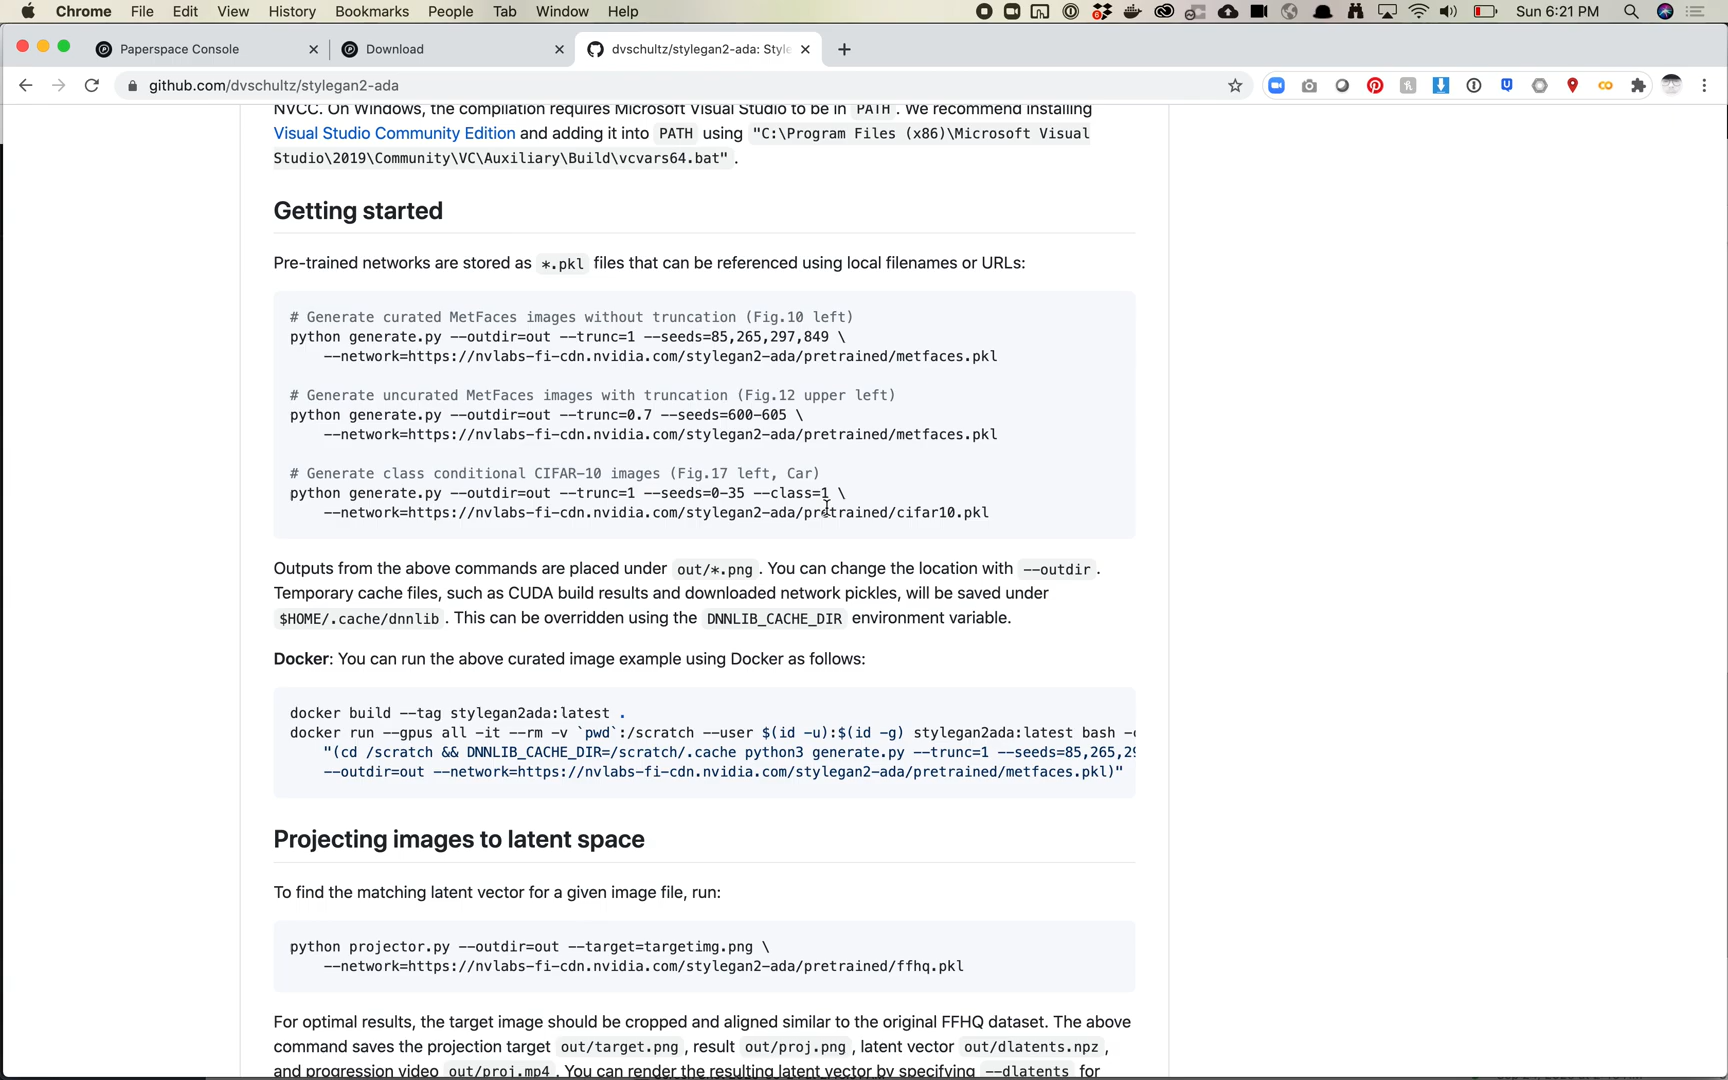 Chrome File Edit View History Bookmarks People Tab Window Help Sun 6:21 PM
Paperspace Console Download dvschultz/stylegan2-ada: Style
github.com/dvschultz/stylegan2-ada
NVCC. On Windows, the compilation requires Microsoft Visual Studio to be in PATH . We recommend installing
Visual Studio Community Edition and adding it into PATH using "C:\Program Files (x86)\Microsoft Visual
Studio\2019\Community\VC\Auxiliary\Build\vcvars64.bat" .
Getting started
Pre-trained networks are stored as *.pkl files that can be referenced using local filenames or URLs:
# Generate curated MetFaces images without truncation (Fig.10 left)
python generate.py --outdir=out --trunc=1 --seeds=85,265,297,849 \
--network=https://nvlabs-fi-cdn.nvidia.com/stylegan2-ada/pretrained/metfaces.pkl
# Generate uncurated MetFaces images with truncation (Fig.12 upper left)
python generate.py --outdir=out --trunc=0.7 --seeds=600-605 \
--network=https://nvlabs-fi-cdn.nvidia.com/stylegan2-ada/pretrained/metfaces.pkl
# Generate class conditional CIFAR-10 images (Fig.17 left, Car)
python generate.py --outdir=out --trunc=1 --seeds=0-35 --class=1 \
--network=https://nvlabs-fi-cdn.nvidia.com/stylegan2-ada/pretrained/cifar10.pkl
Outputs from the above commands are placed under out/*.png . You can change the location with --outdir .
Temporary cache files, such as CUDA build results and downloaded network pickles, will be saved under
$HOME/.cache/dnnlib . This can be overridden using the DNNLIB_CACHE_DIR environment variable.
Docker: You can run the above curated image example using Docker as follows:
docker build --tag stylegan2ada:latest .
docker run --gpus all -it --rm -v `pwd`:/scratch --user $(id -u):$(id -g) stylegan2ada:latest bash -c
"(cd /scratch && DNNLIB_CACHE_DIR=/scratch/.cache python3 generate.py --trunc=1 --seeds=85,265,29
--outdir=out --network=https://nvlabs-fi-cdn.nvidia.com/stylegan2-ada/pretrained/metfaces.pkl)"
Projecting images to latent space
To find the matching latent vector for a given image file, run:
python projector.py --outdir=out --target=targetimg.png \
--network=https://nvlabs-fi-cdn.nvidia.com/stylegan2-ada/pretrained/ffhq.pkl
For optimal results, the target image should be cropped and aligned similar to the original FFHQ dataset. The above
command saves the projection target out/target.png , result out/proj.png , latent vector out/dlatents.npz ,
and progression video out/proj.mp4 . You can render the resulting latent vector by specifying --dlatents for